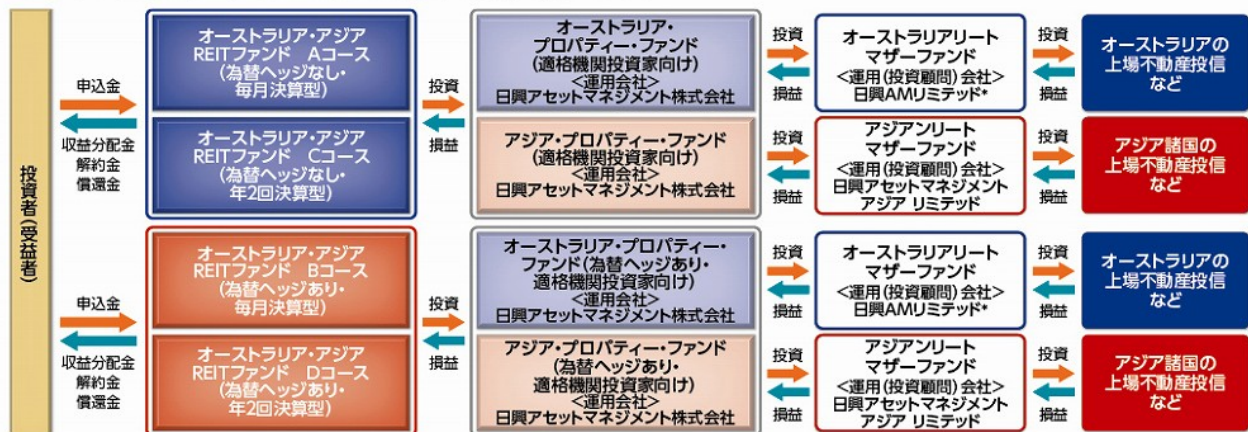 投資者(受益者)
申込金
収益分配金
解約金
償還金
オーストラリア・アジア
REITファンド Aコース
(為替ヘッジなし・
毎月決算型)
オーストラリア・アジア
REITファンド Cコース
(為替ヘッジなし・
年2回決算型)
投資
損益
オーストラリア・
プロパティー・ファンド
(適格機関投資家向け)
<運用会社>
日興アセットマネジメント株式会社
アジア・プロパティー・ファンド
(適格機関投資家向け)
<運用会社>
日興アセットマネジメント株式会社
投資
損益
投資
損益
オーストラリアリート
マザーファンド
<運用(投資顧問)会社>
日興AMリミテッド*
アジアンリート
マザーファンド
<運用(投資顧問)会社>
日興アセットマネジメント
アジア リミテッド
投資
損益
投資
損益
オーストラリアの
上場不動産投信
など
アジア諸国の
上場不動産投信
など
申込金
収益分配金
解約金
償還金
オーストラリア・アジア
REITファンド Bコース
(為替ヘッジあり・
毎月決算型)
オーストラリア・アジア
REITファンド Dコース
(為替ヘッジあり・
年2回決算型)
投資
損益
オーストラリア・プロパティー・
ファンド(為替ヘッジあり・
適格機関投資家向け)
<運用会社>
日興アセットマネジメント株式会社
アジア・プロパティー・ファンド
(為替ヘッジあり・
適格機関投資家向け)
<運用会社>
日興アセットマネジメント株式会社
投資
損益
投資
損益
オーストラリアリート
マザーファンド
<運用(投資顧問)会社>
日興AMリミテッド*
アジアンリート
マザーファンド
<運用(投資顧問)会社>
日興アセットマネジメント
アジア リミテッド
投資
損益
投資
損益
オーストラリアの
上場不動産投信
など
アジア諸国の
上場不動産投信
など